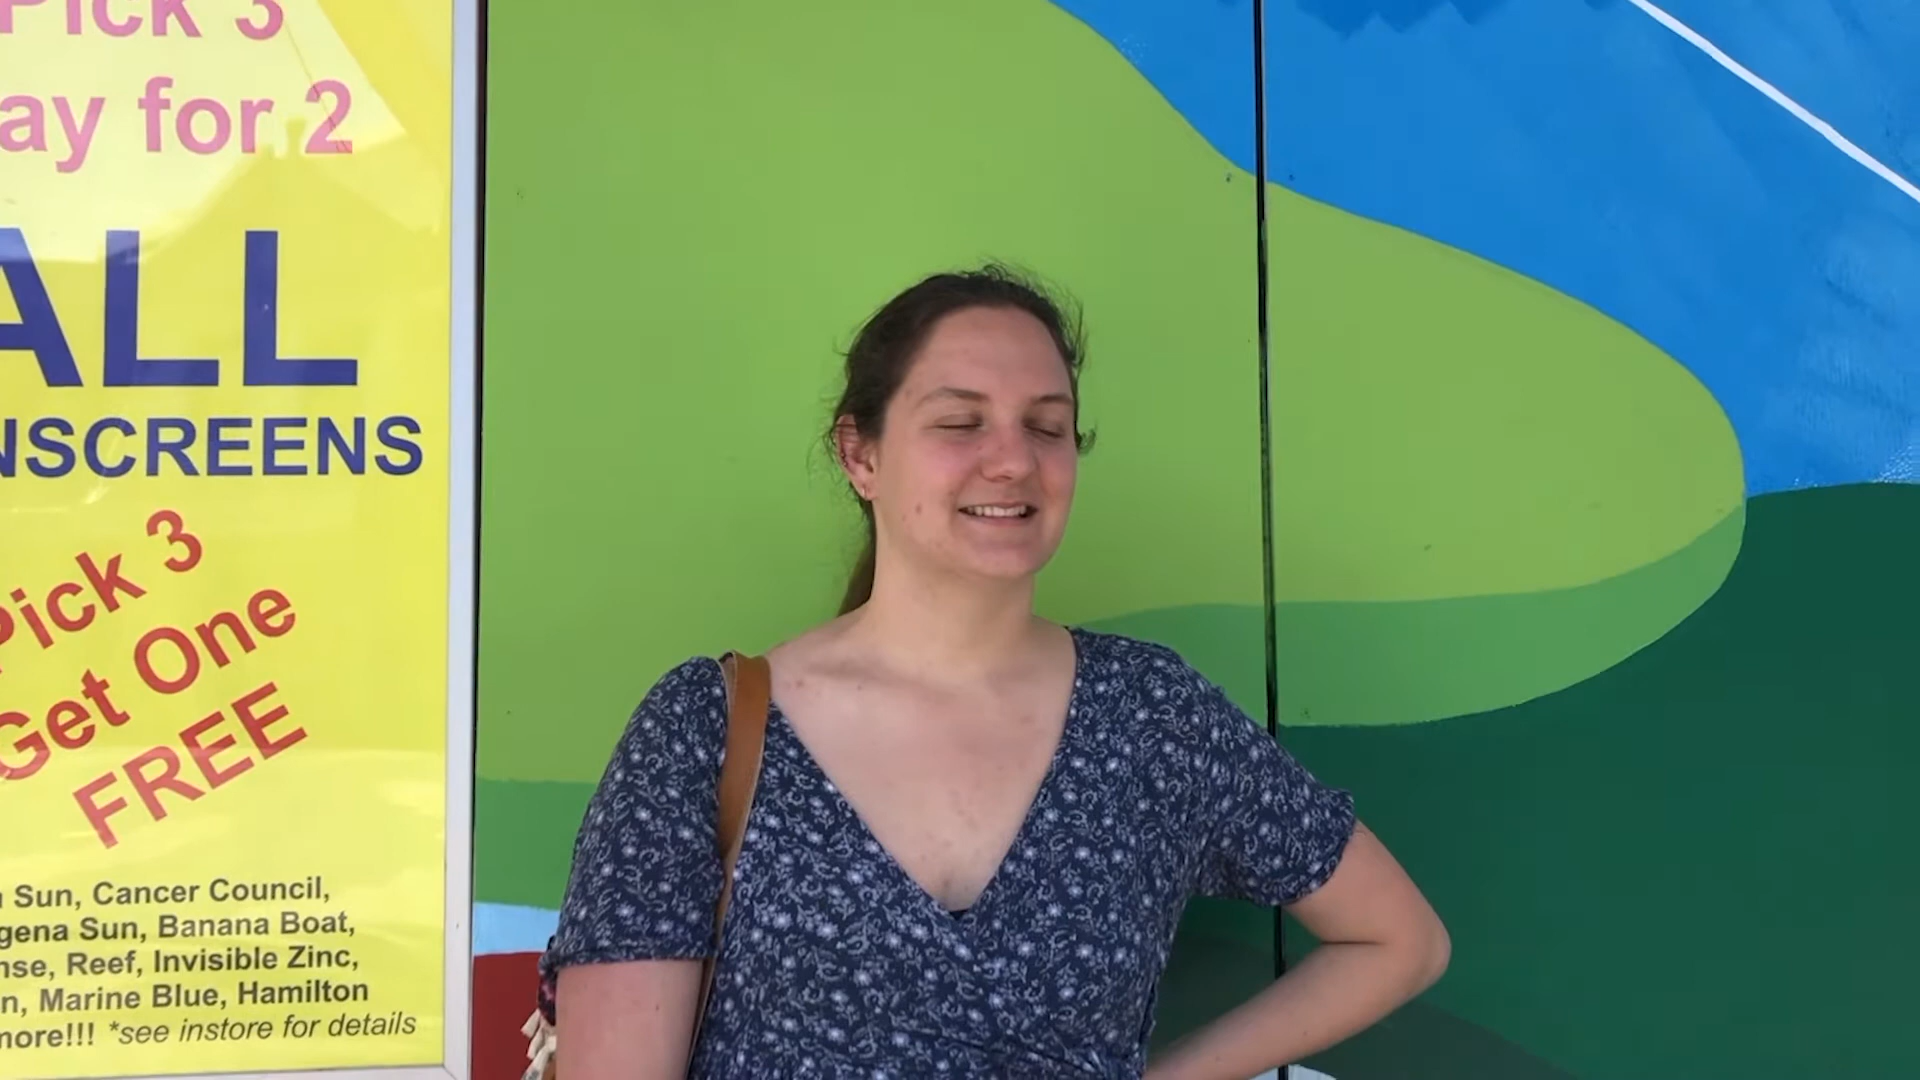 Pick 3
ay for 2
ALL
NSCREENS
Pick 3
Get One
FREE
Sun, Cancer Council,
gena Sun, Banana Boat,
nse, Reef, Invisible Zinc,
n, Marine Blue, Hamilton
more!!! *see instore for details